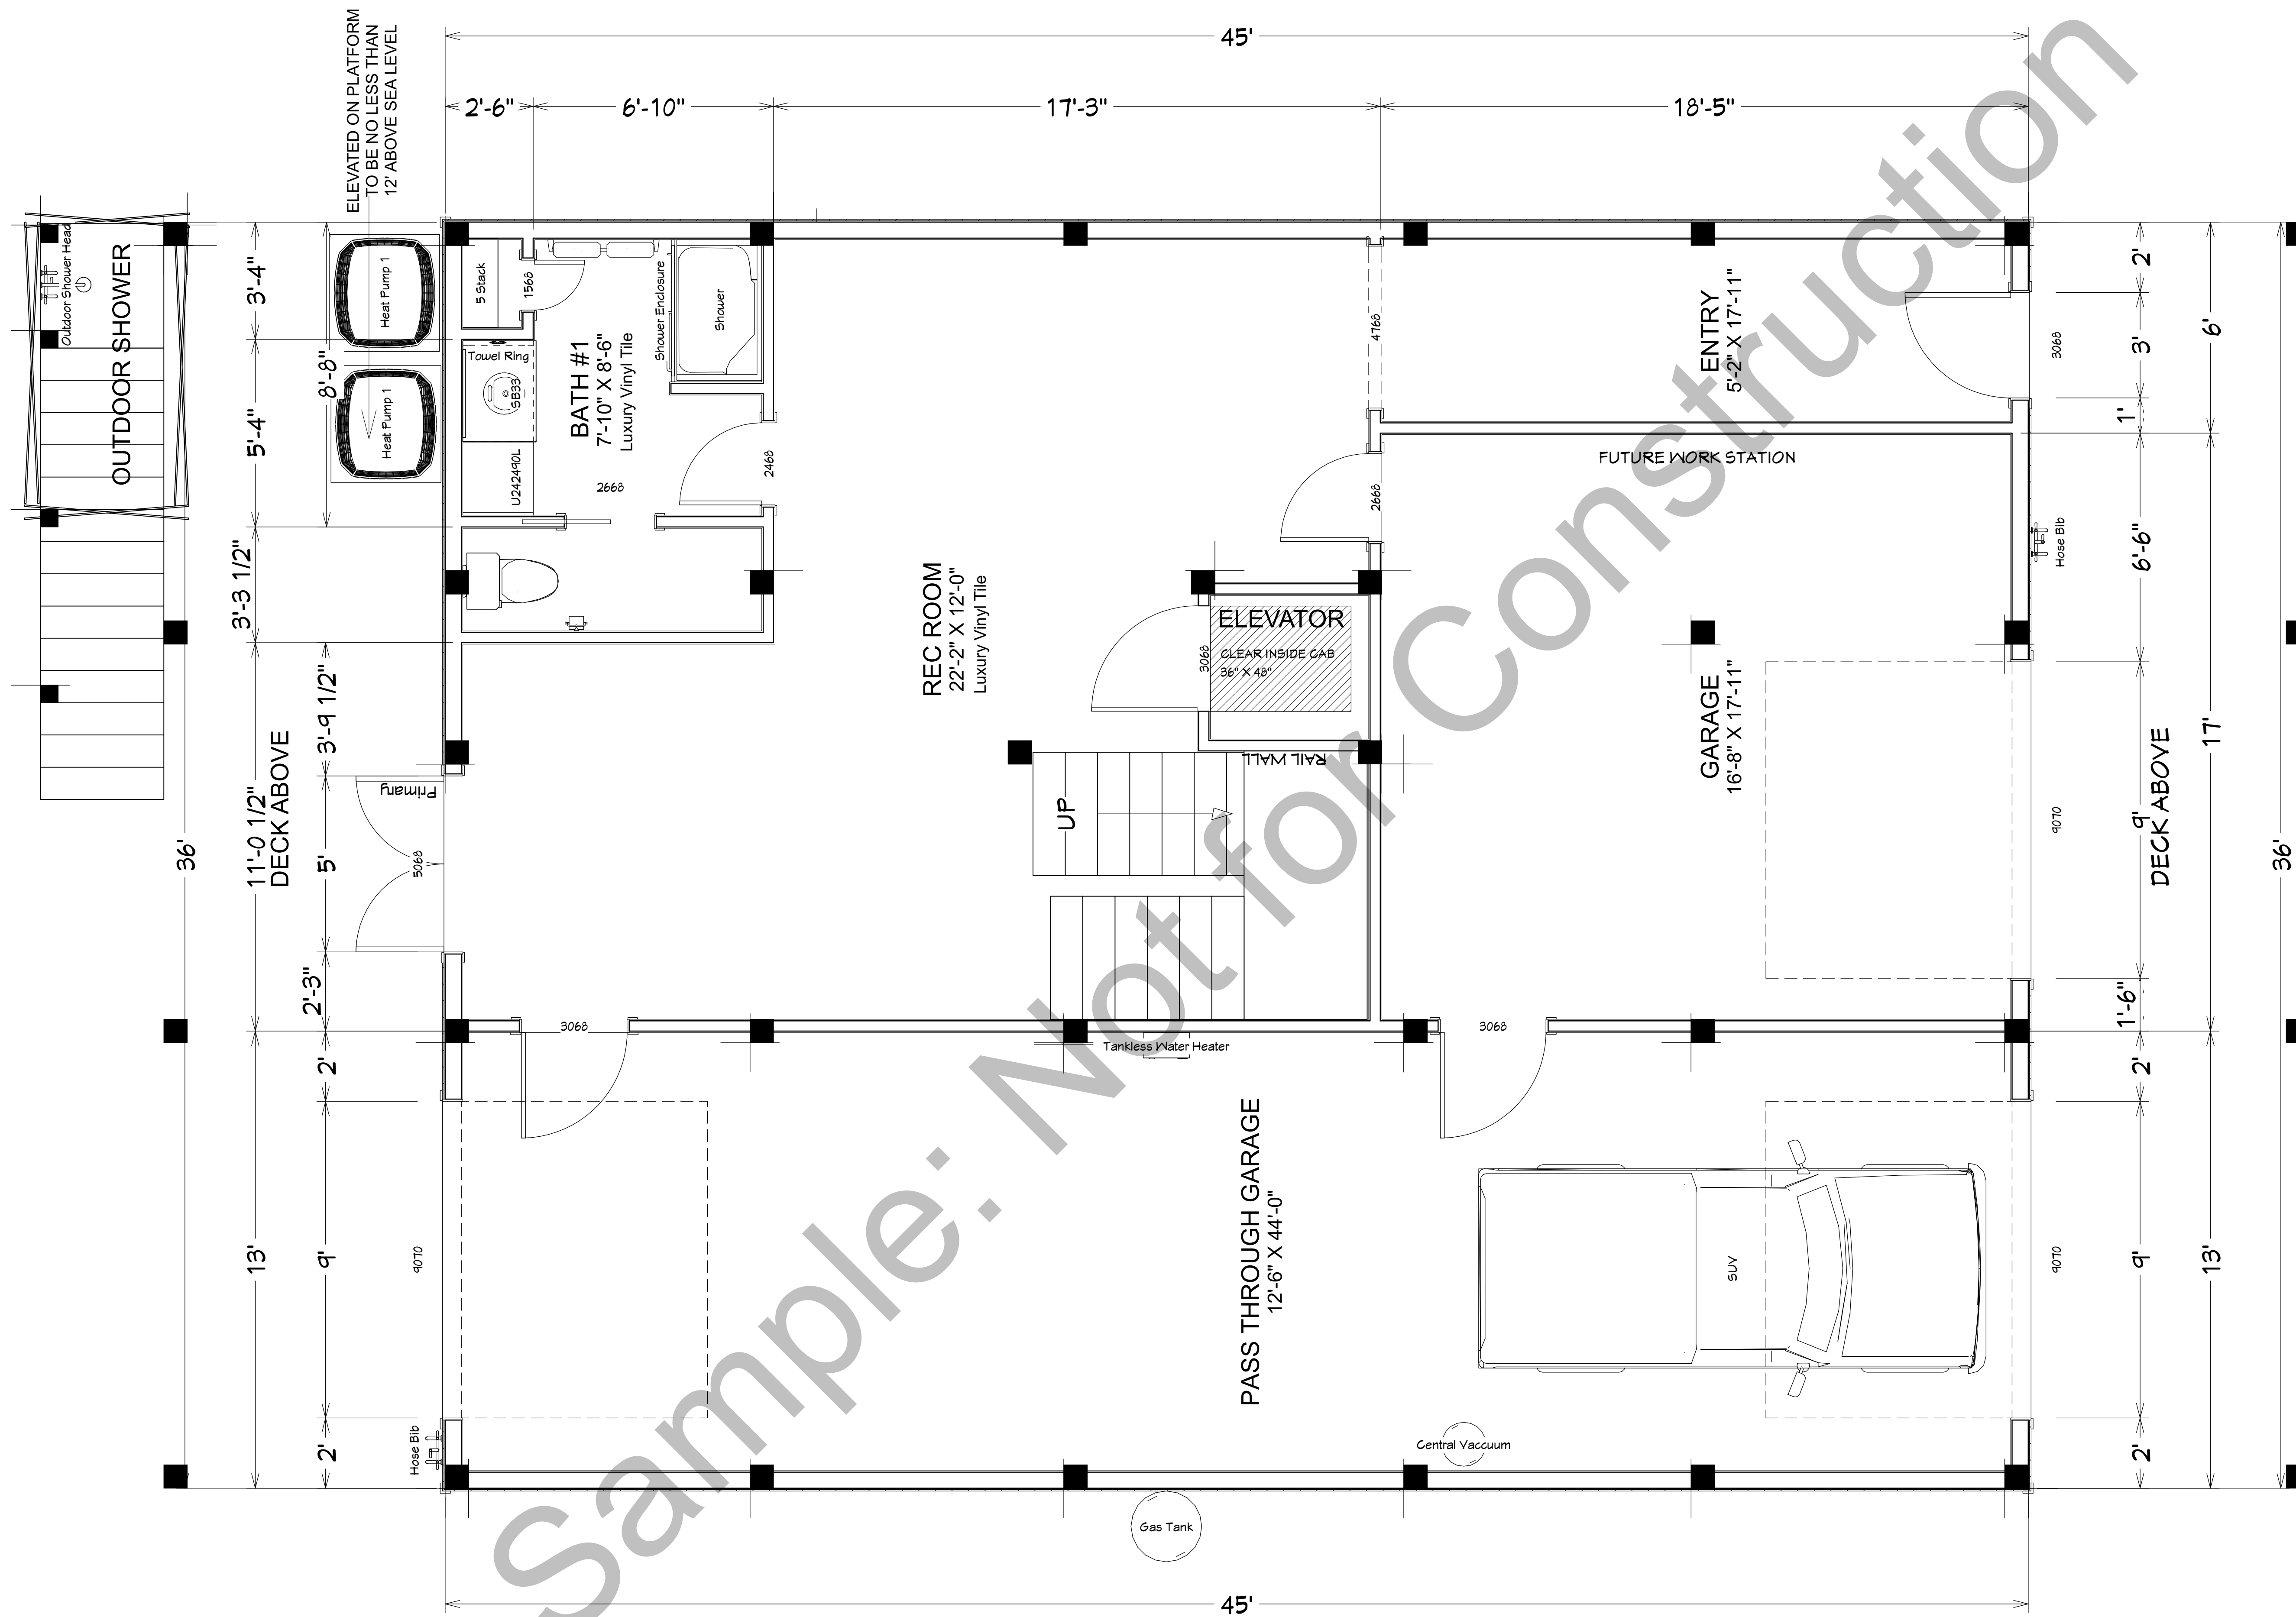 45'
2'-6"
6'-10"
17'-3"
18'-5"
ELEVATED ON PLATFORM
TO BE NO LESS THAN
12' ABOVE SEA LEVEL
OUTDOOR SHOWER
Outdoor Shower Head
36'
3'-4"
5'-4"
3'-3 1/2"
11'-0 1/2"
DECK ABOVE
13'
8'-8"
3'-9 1/2"
5'
2'-3"
2'
9'
2'
Heat Pump 1
Heat Pump 1
Primary
5068
9070
Hose Bib
5 Stack
1568
Towel Ring
SB33
U242490L
BATH #1
7'-10" X 8'-6"
Luxury Vinyl Tile
2668
Shower Enclosure
Shower
2468
REC ROOM
22'-2" X 12'-0"
Luxury Vinyl Tile
4768
2668
ELEVATOR
CLEAR INSIDE CAB
36" X 48"
3068
RAIL WALL
UP
ENTRY
5'-2" X 17'-11"
3068
FUTURE WORK STATION
GARAGE
16'-8" X 17'-11"
Hose Bib
9070
3068
3068
Tankless Water Heater
PASS THROUGH GARAGE
12'-6" X 44'-0"
SUV
9070
Central Vaccuum
Gas Tank
2'
3'
1'
6'-6"
9'
DECK ABOVE
1'-6"
2'
9'
2'
6'
17'
13'
36'
45'
Sample: Not for Construction